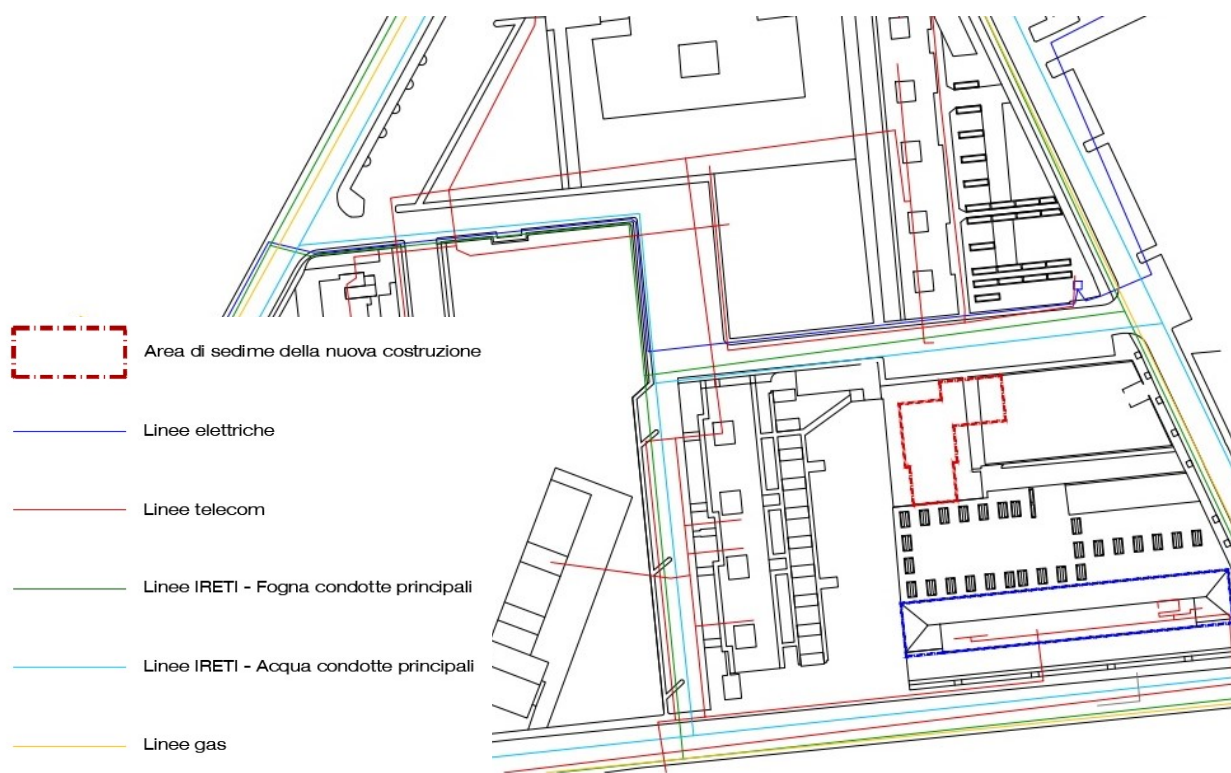 Area di sedime della nuova costruzione
Linee elettriche
Linee telecom
Linee IRETI - Fogna condotte principali
Linee IRETI - Acqua condotte principali
Linee gas